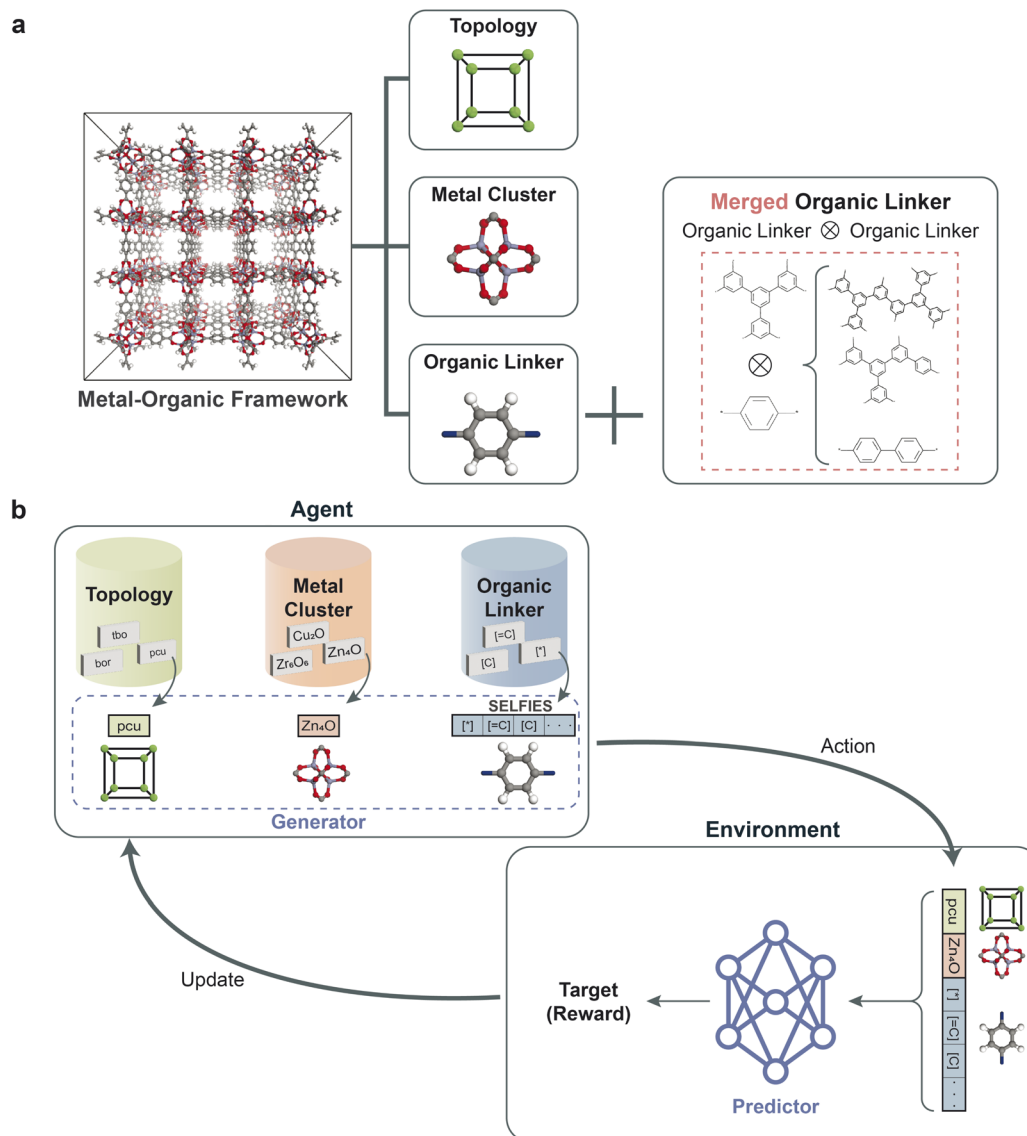 a
Topology
Metal Cluster
Organic Linker
Metal-Organic Framework
Merged Organic Linker
Organic Linker ⊗ Organic Linker
⊗
b
Agent
Topology
tbo
bor
pcu
Metal
Cluster
Cu₂O
Zr₆O₆
Zn₄O
Organic
Linker
[=C]
[C]
[*]
pcu
Zn₄O
SELFIES
[*] [=C] [C] · · ·
Generator
Action
Environment
pcu
Zn₄O
[*]
[=C]
[C]
· · ·
Target
(Reward)
Predictor
Update